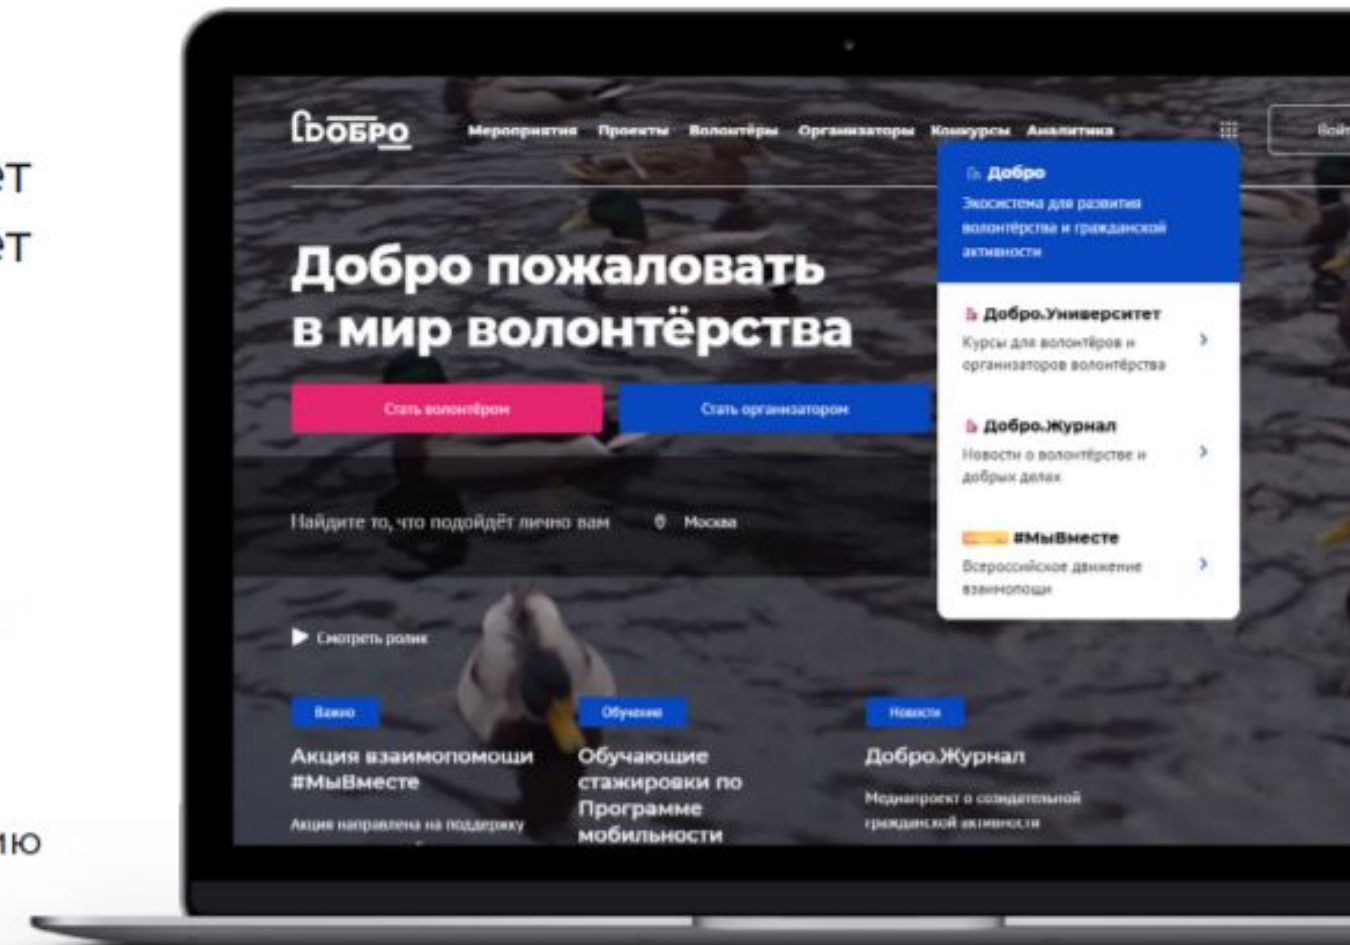 ет
ет
ию
ДОБРО
Мероприятия Проекты Волонтёры Организаторы Конкурсы Аналитика
Добро пожаловать
в мир волонтёрства
Стать волонтёром
Стать организатором
Найдите то, что подойдёт лично вам
Москва
Смотреть ролик
Добро
Экосистема для развития
волонтёрства и гражданской
активности
Добро.Университет
Курсы для волонтёров и
организаторов волонтёрства
Добро.Журнал
Новости о волонтёрстве и
добрых делах
#МыВместе
Всероссийское движение
взаимопощи
Важно
Акция взаимопомощи
#МыВместе
Акция направлена на поддержку
Обучение
Обучающие
стажировки по
Программе
мобильности
Новости
Добро.Журнал
Медиапроект о созидательной
гражданской активности